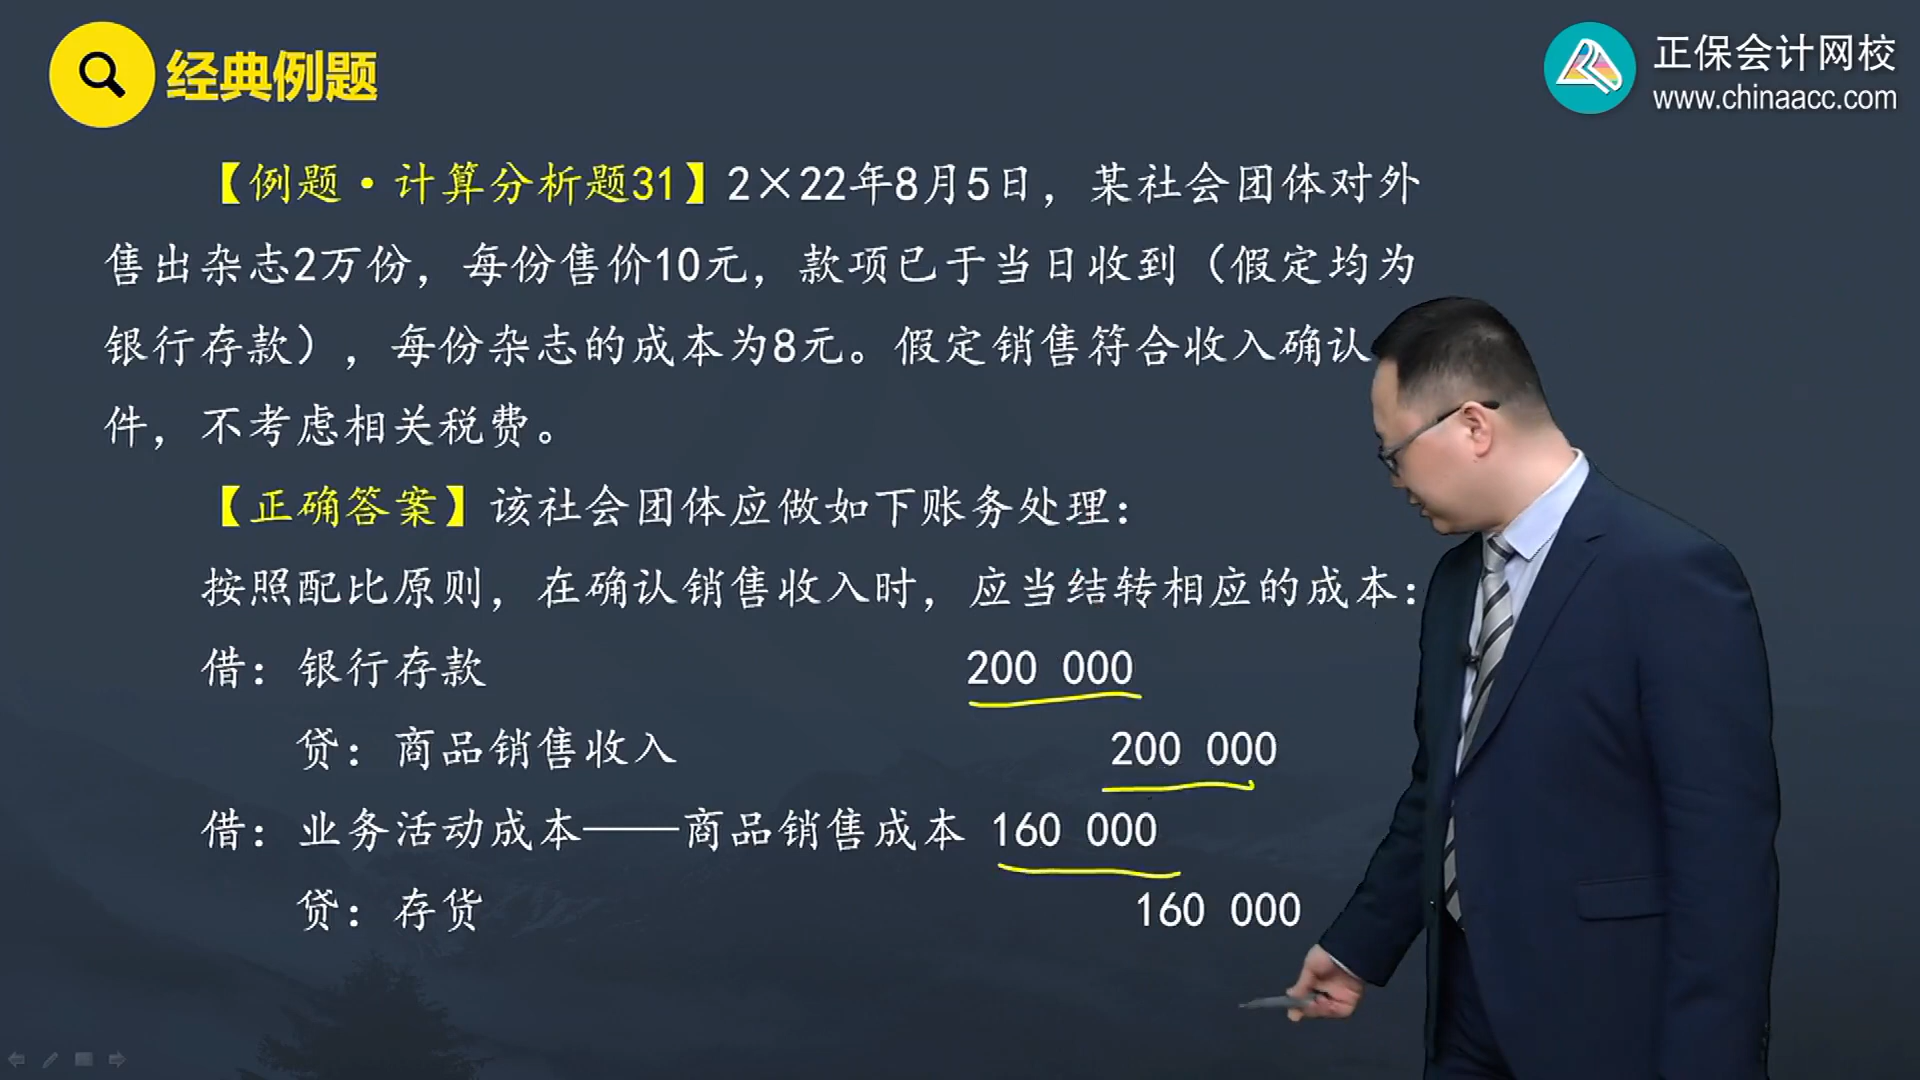 经典例题
正保会计网校
www.chinaacc.com
【例题·计算分析题31】2×22年8月5日，某社会团体对外
售出杂志2万份，每份售价10元，款项已于当日收到（假定均为
银行存款），每份杂志的成本为8元。假定销售符合收入确认
件，不考虑相关税费。
【正确答案】该社会团体应做如下账务处理：
按照配比原则，在确认销售收入时，应当结转相应的成本：
借：银行存款 200 000
贷：商品销售收入 200 000
借：业务活动成本——商品销售成本 160 000
贷：存货 160 000